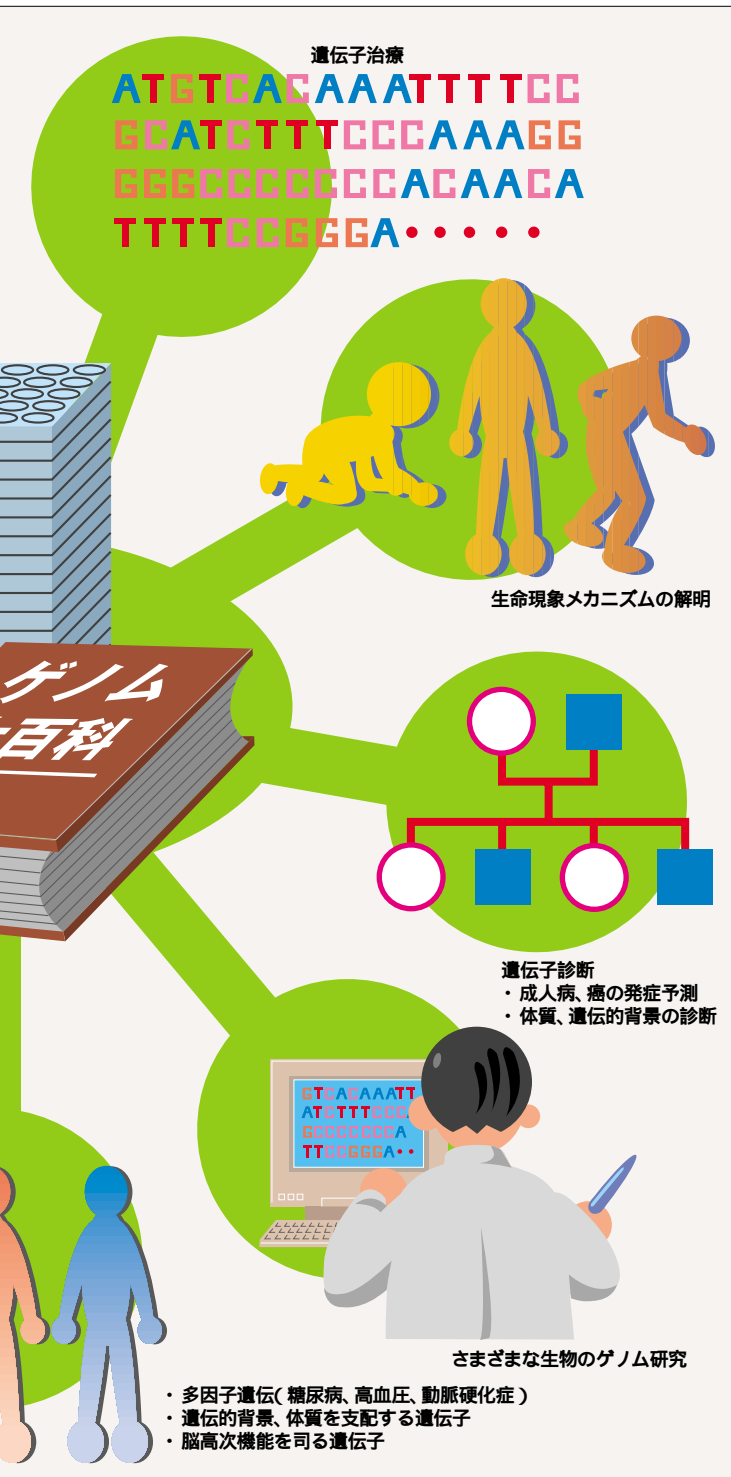 遺伝子治療
ATGTCACAAATTTTCC
GCATCTTTCCCAAAGG
GGGCCCCCCCACAACA
TTTTCCGGGA・・・・・
生命現象メカニズムの解明
ゲノム
百科
遺伝子診断
・成人病、癌の発症予測
・体質、遺伝的背景の診断
GTCACAAATT
ATCTTTCCC
GCCCCCCCA
TTCCGGGA・・
さまざまな生物のゲノム研究
・多因子遺伝(糖尿病、高血圧、動脈硬化症)
・遺伝的背景、体質を支配する遺伝子
・脳高次機能を司る遺伝子